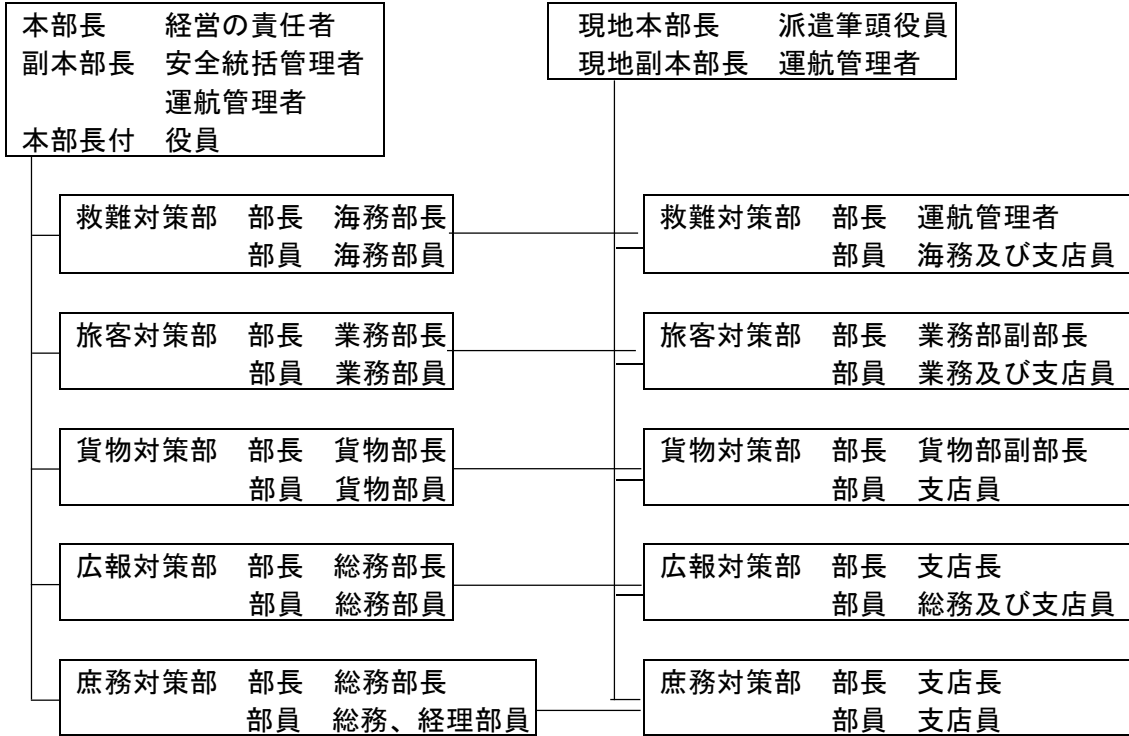 本部長　経営の責任者
副本部長　安全統括管理者
運航管理者
本部長付　役員
現地本部長　派遣筆頭役員
現地副本部長　運航管理者
救難対策部　部長　海務部長
部員　海務部員
救難対策部　部長　運航管理者
部員　海務及び支店員
旅客対策部　部長　業務部長
部員　業務部員
旅客対策部　部長　業務部副部長
部員　業務及び支店員
貨物対策部　部長　貨物部長
部員　貨物部員
貨物対策部　部長　貨物部副部長
部員　支店員
広報対策部　部長　総務部長
部員　総務部員
広報対策部　部長　支店長
部員　総務及び支店員
庶務対策部　部長　総務部長
部員　総務、経理部員
庶務対策部　部長　支店長
部員　支店員